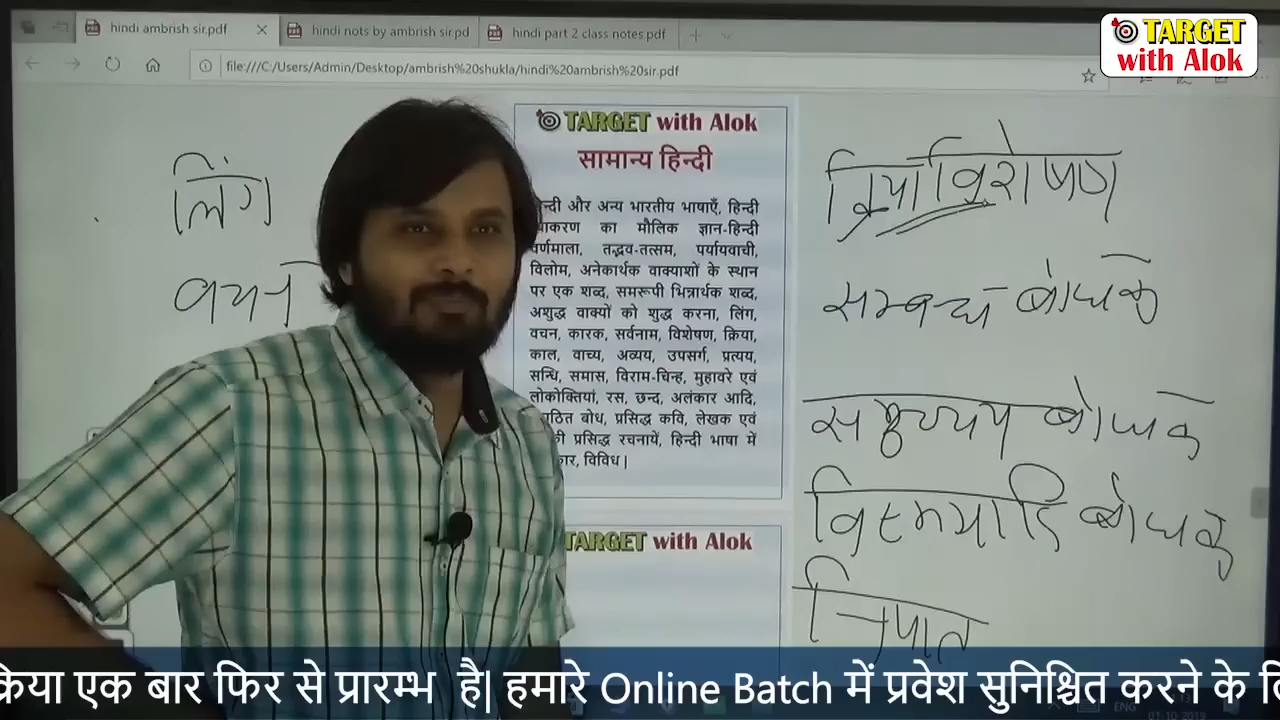 hindi ambrish sir.pdf
hindi nots by ambrish sir.pd
hindi part 2 class notes.pdf
file:///C:/Users/Admin/Desktop/ambrish%20shukla/hindi%20ambrish%20sir.pdf
TARGET
with Alok
TARGET with Alok
सामान्य हिन्दी
न्दी और अन्य भारतीय भाषाएँ, हिन्दी
करण का मौलिक ज्ञान-हिन्दी
वर्णमाला, तद्भव-तत्सम, पर्यायवाची,
विलोम, अनेकार्थक वाक्याशों के स्थान
पर एक शब्द, समरूपी भिन्नार्थक शब्द,
अशुद्ध वाक्यों को शुद्ध करना, लिंग,
वचन, कारक, सर्वनाम, विशेषण, क्रिया,
काल, वाच्य, अव्यय, उपसर्ग, प्रत्यय,
सन्धि, समास, विराम-चिन्ह, मुहावरे एवं
लोकोक्तियां, रस, छन्द, अलंकार आदि,
ठित बोध, प्रसिद्ध कवि, लेखक एवं
की प्रसिद्ध रचनायें, हिन्दी भाषा में
कार, विविध |
TARGET with Alok
लिंग
वचन
क्रिया विशेषण
सम्बन्ध बोधक
समुच्चय बोधक
विस्मयादि बोधक
निपात
क्रिया एक बार फिर से प्रारम्भ है| हमारे Online Batch में प्रवेश सुनिश्चित करने के लि
ENG
01-10-2019